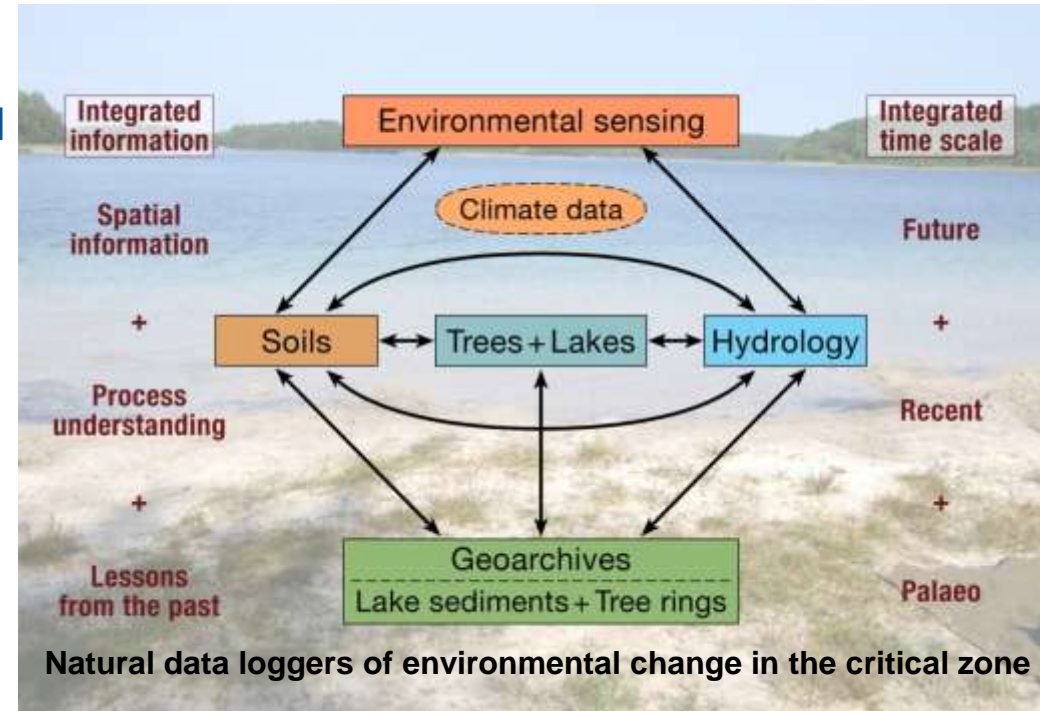 Integrated
information
Environmental sensing
Integrated
time scale
Climate data
Spatial
information
Future
+
+
Soils
Trees + Lakes
Hydrology
Process
understanding
Recent
+
+
Geoarchives
Lake sediments + Tree rings
Lessons
from the past
Palaeo
Natural data loggers of environmental change in the critical zone